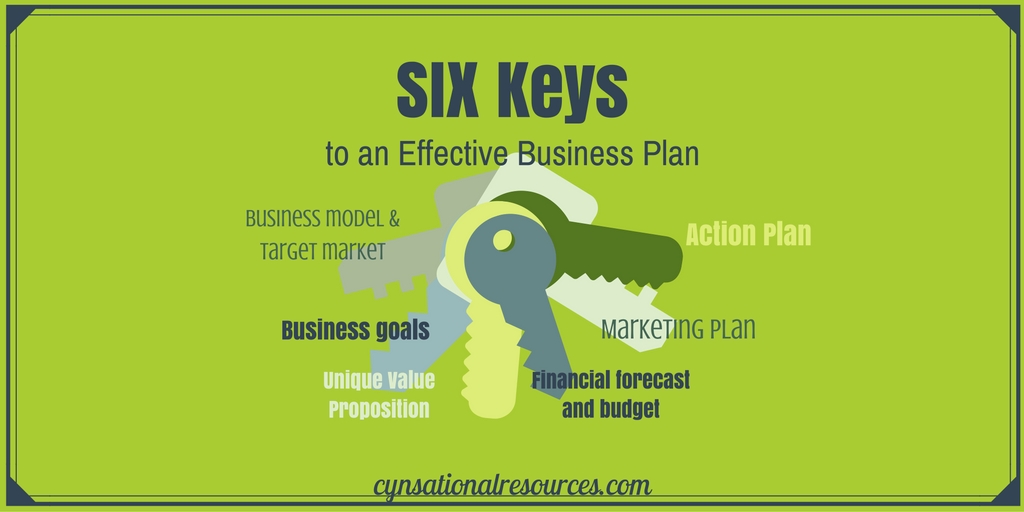 SIX Keys
to an Effective Business Plan
Business model &
Target market
Business goals
Unique Value
Proposition
Action Plan
Marketing Plan
Financial forecast
and budget
cynsationalresources.com